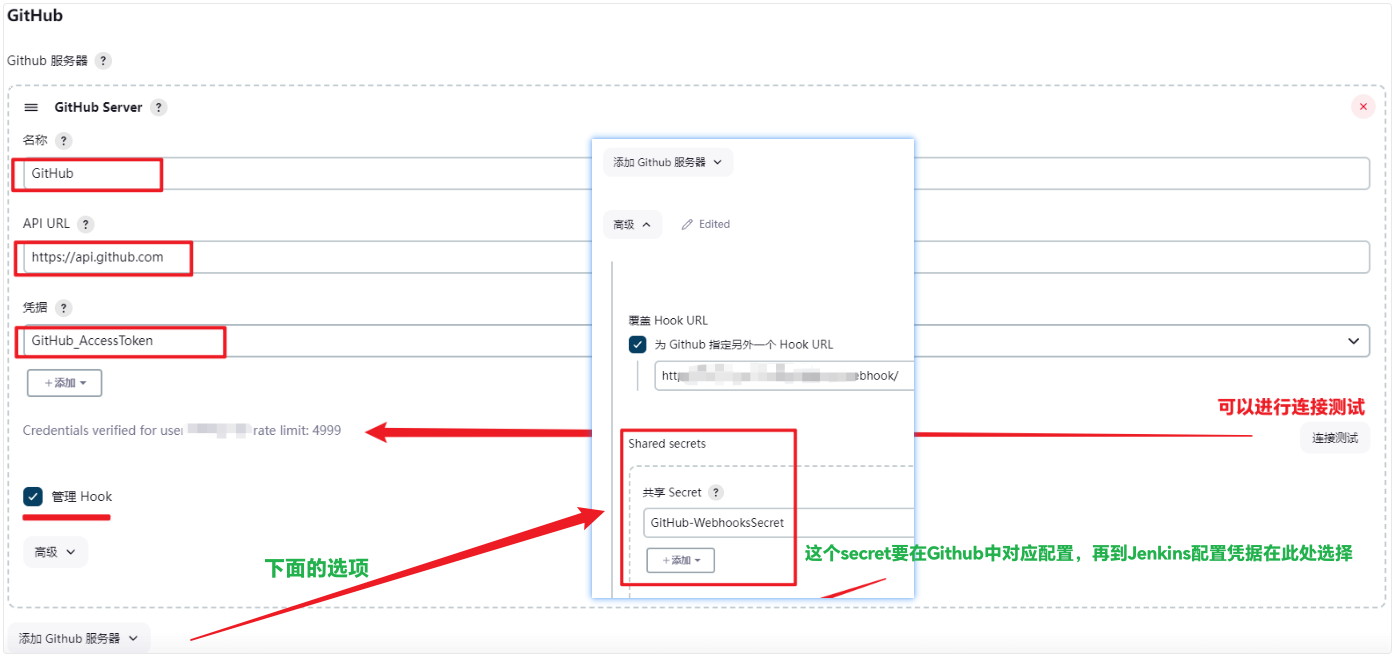 GitHub
Github 服务器 ?
GitHub Server ?
名称 ?
GitHub
API URL ?
https://api.github.com
凭据 ?
GitHub_AccessToken
+添加
Credentials verified for user rate limit: 4999
可以进行连接测试
连接测试
管理 Hook
高级
下面的选项
添加 Github 服务器
添加 Github 服务器
高级
Edited
覆盖 Hook URL
为 Github 指定另外一个 Hook URL
ebhook/
Shared secrets
共享 Secret ?
GitHub-WebhooksSecret
+添加
这个secret要在Github中对应配置，再到Jenkins配置凭据在此处选择